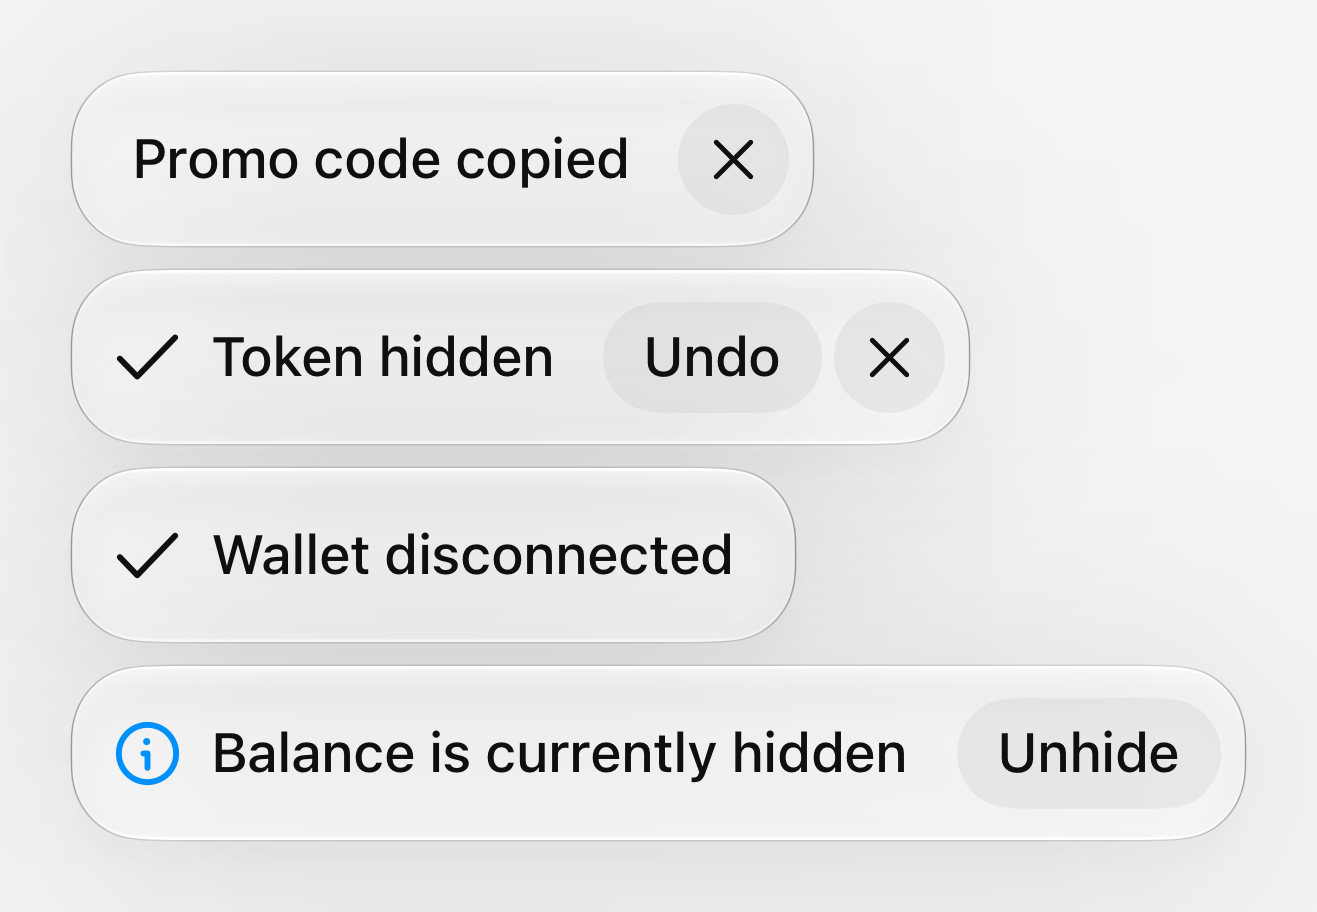 Promo code copied
Token hidden Undo
Wallet disconnected
Balance is currently hidden Unhide